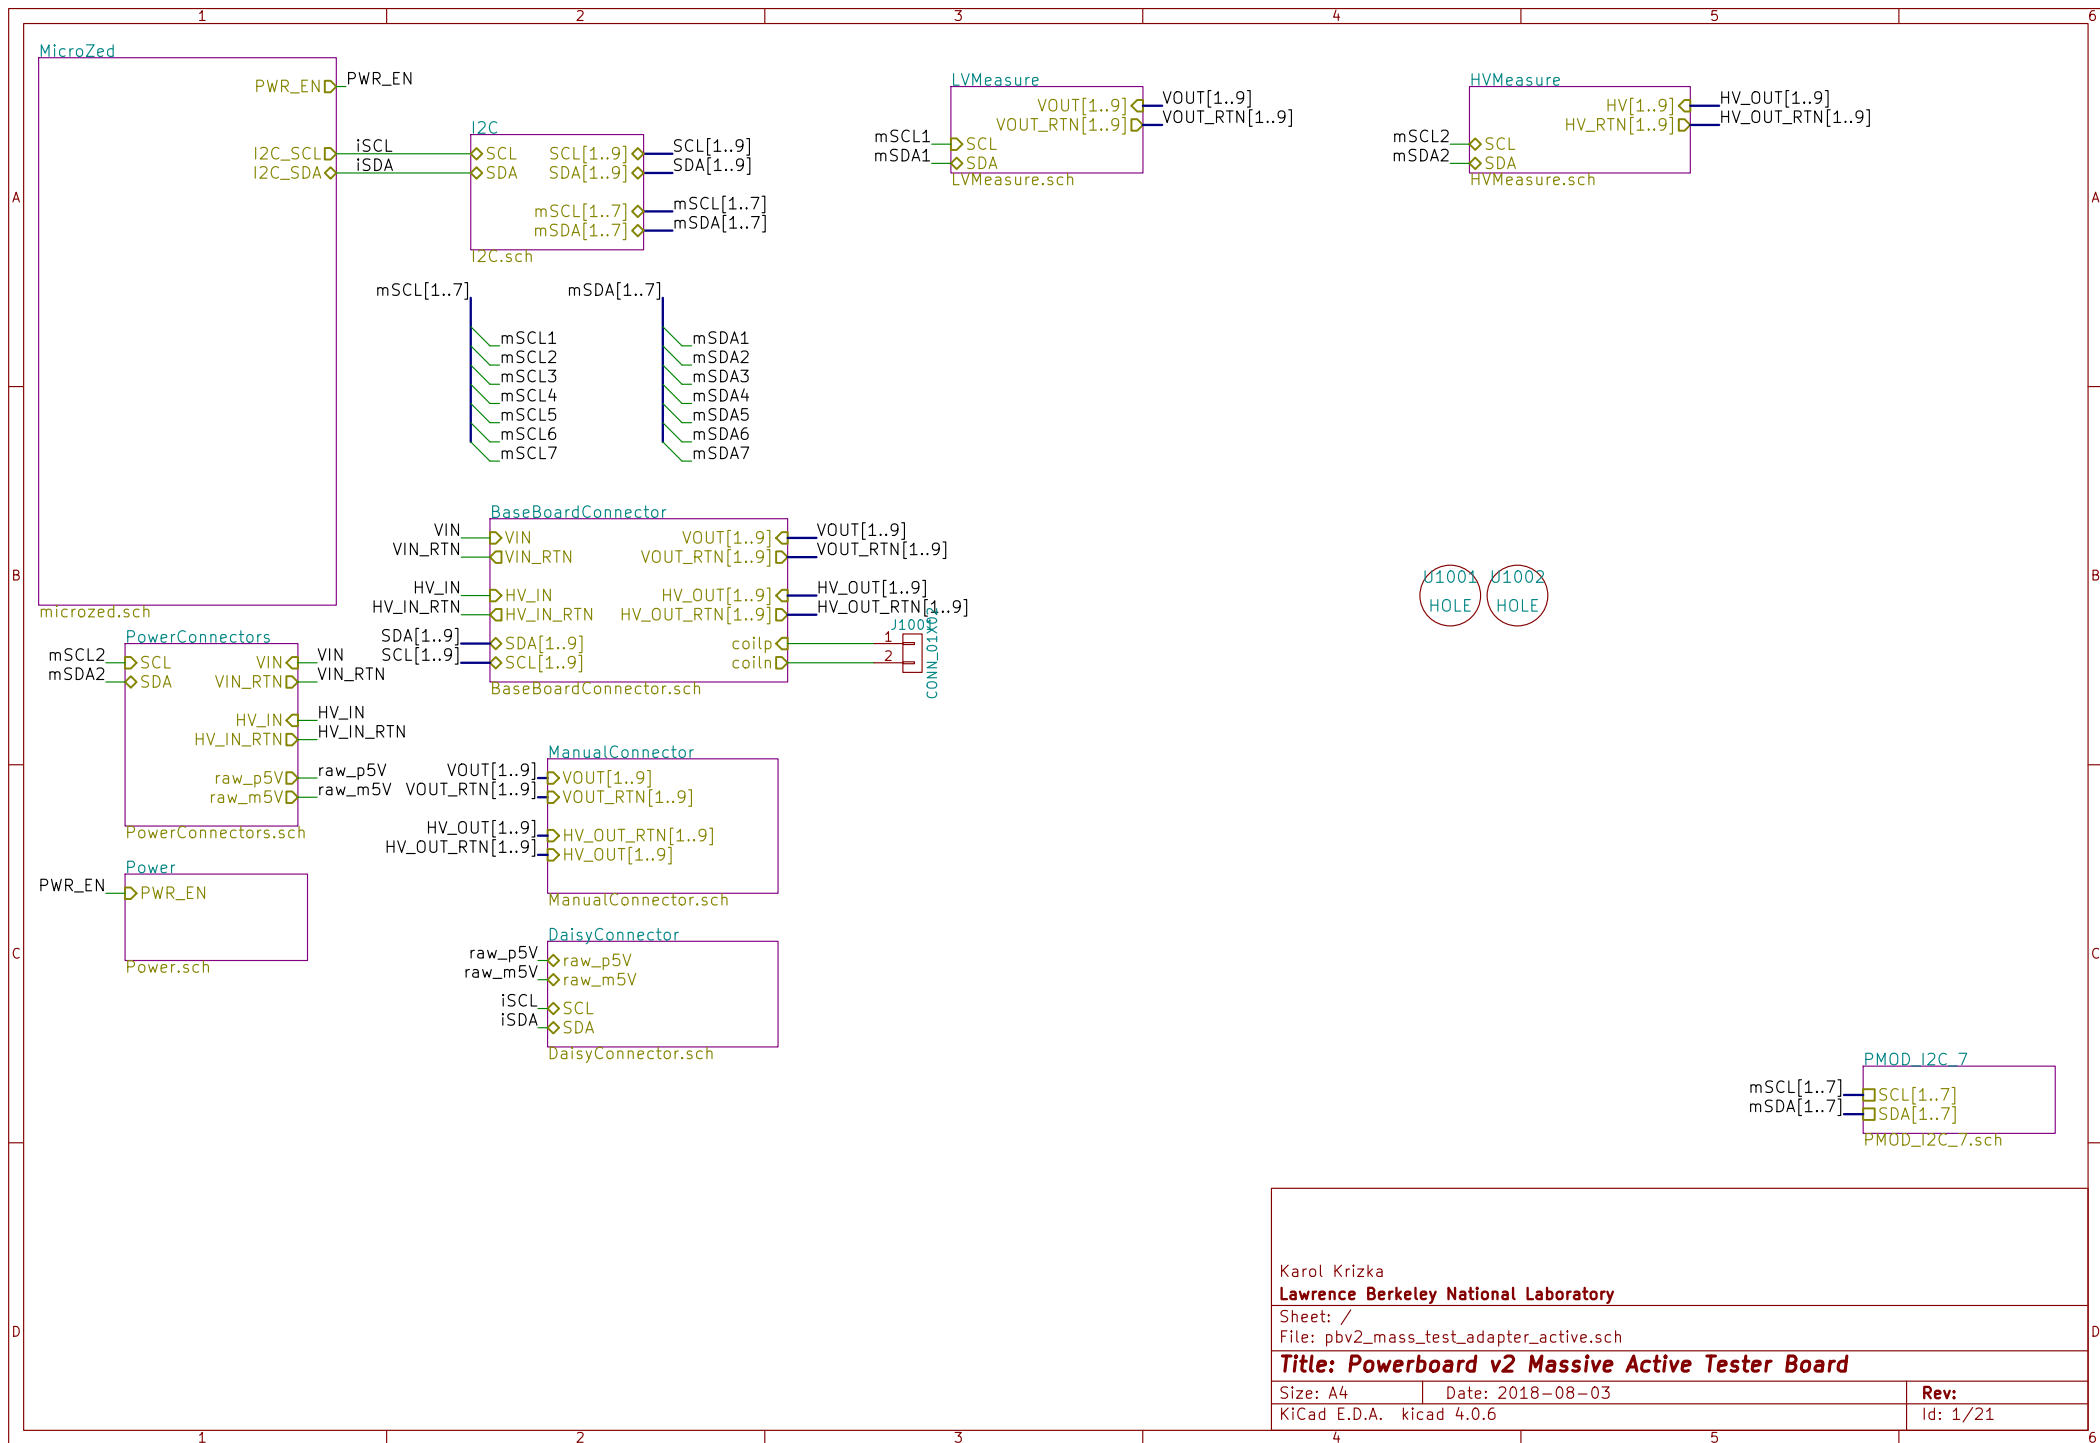 1 2 3 4 5 6
MicroZed
PWR_EN PWR_EN
I2C_SCL iSCL
I2C_SDA iSDA
microzed.sch
I2C
SCL SCL[1..9] SCL[1..9]
SDA SDA[1..9] SDA[1..9]
mSCL[1..7] mSCL[1..7]
mSDA[1..7] mSDA[1..7]
I2C.sch
LVMeasure
VOUT[1..9] VOUT[1..9]
VOUT_RTN[1..9] VOUT_RTN[1..9]
mSCL1 SCL
mSDA1 SDA
LVMeasure.sch
HVMeasure
HV[1..9] HV_OUT[1..9]
HV_RTN[1..9] HV_OUT_RTN[1..9]
mSCL2 SCL
mSDA2 SDA
HVMeasure.sch
A A
mSCL[1..7] mSDA[1..7]
mSCL1 mSDA1
mSCL2 mSDA2
mSCL3 mSDA3
mSCL4 mSDA4
mSCL5 mSDA5
mSCL6 mSDA6
mSCL7 mSDA7
BaseBoardConnector
VIN VIN VOUT[1..9] VOUT[1..9]
VIN_RTN VIN_RTN VOUT_RTN[1..9] VOUT_RTN[1..9]
HV_IN HV_IN HV_OUT[1..9] HV_OUT[1..9]
HV_IN_RTN HV_IN_RTN HV_OUT_RTN[1..9] HV_OUT_RTN[1..9]
SDA[1..9] SDA[1..9] coilp 1
SCL[1..9] SCL[1..9] coiln 2
CONN_01X02
BaseBoardConnector.sch
B B
U1001 U1002
HOLE HOLE
PowerConnectors
mSCL2 SCL VIN VIN
mSDA2 SDA VIN_RTN VIN_RTN
HV_IN HV_IN
HV_IN_RTN HV_IN_RTN
raw_p5V raw_p5V
raw_m5V raw_m5V
PowerConnectors.sch
ManualConnector
VOUT[1..9] VOUT[1..9]
VOUT_RTN[1..9] VOUT_RTN[1..9]
HV_OUT[1..9] HV_OUT_RTN[1..9]
HV_OUT_RTN[1..9] HV_OUT[1..9]
ManualConnector.sch
Power
PWR_EN PWR_EN
Power.sch
DaisyConnector
raw_p5V raw_p5V
raw_m5V raw_m5V
iSCL SCL
iSDA SDA
DaisyConnector.sch
C C
PMOD_I2C_7
mSCL[1..7] SCL[1..7]
mSDA[1..7] SDA[1..7]
PMOD_I2C_7.sch
D D
Karol Krizka
Lawrence Berkeley National Laboratory
Sheet: /
File: pbv2_mass_test_adapter_active.sch
Title: Powerboard v2 Massive Active Tester Board
Size: A4 Date: 2018-08-03 Rev:
KiCad E.D.A. kicad 4.0.6 Id: 1/21
1 2 3 4 5 6